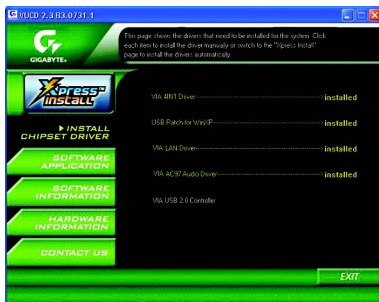 VUCD 2.3 B3.0731.1
This page shows the drivers that need to be installed for the system. Click
each item to install the driver manually or switch to the "Xpress Install"
page to install the drivers automatically.
GIGABYTE
Xpress™
install
INSTALL
CHIPSET DRIVER
SOFTWARE
APPLICATION
SOFTWARE
INFORMATION
HARDWARE
INFORMATION
CONTACT US
VIA 4IN1 Driver installed
USB Patch for WinXP installed
VIA LAN Driver installed
VIA AC97 Audio Driver installed
VIA USB 2.0 Controller
EXIT